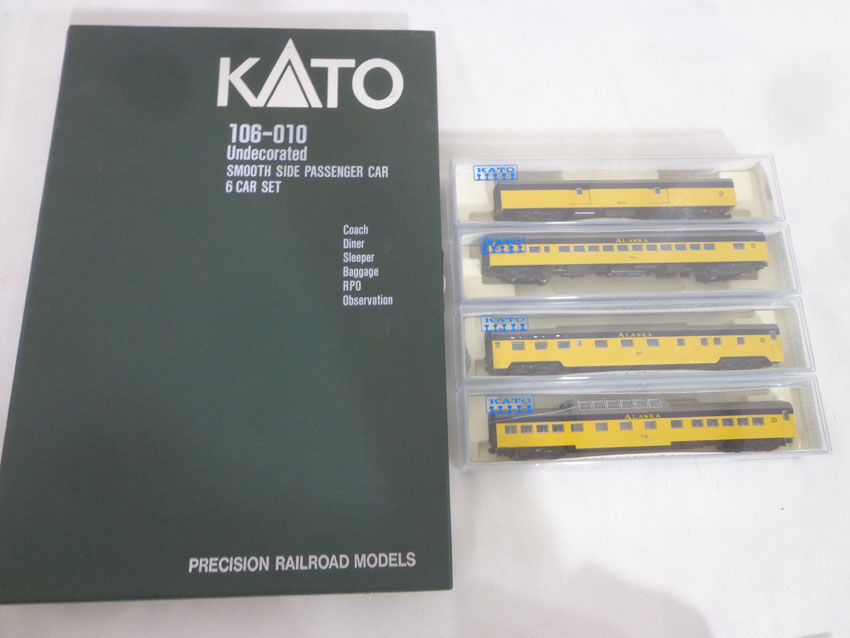 KATO
106-010
Undecorated
SMOOTH SIDE PASSENGER CAR
6 CAR SET
Coach
Diner
Sleeper
Baggage
RPO
Observation
PRECISION RAILROAD MODELS
KATO
KATO
ALASKA
KATO
ALASKA
KATO
ALASKA